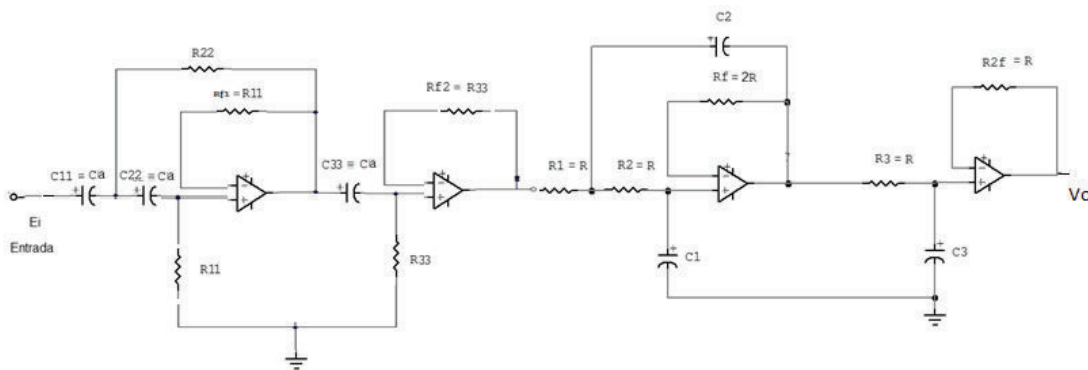 C2
R22
R2f = R
Rf1 = R11
Rf2 = R33
Rf = 2R
C11 = Ca
C22 = Ca
C33 = Ca
R1 = R
R2 = R
R3 = R
Ei
Entrada
R11
R33
C1
C3
Vo